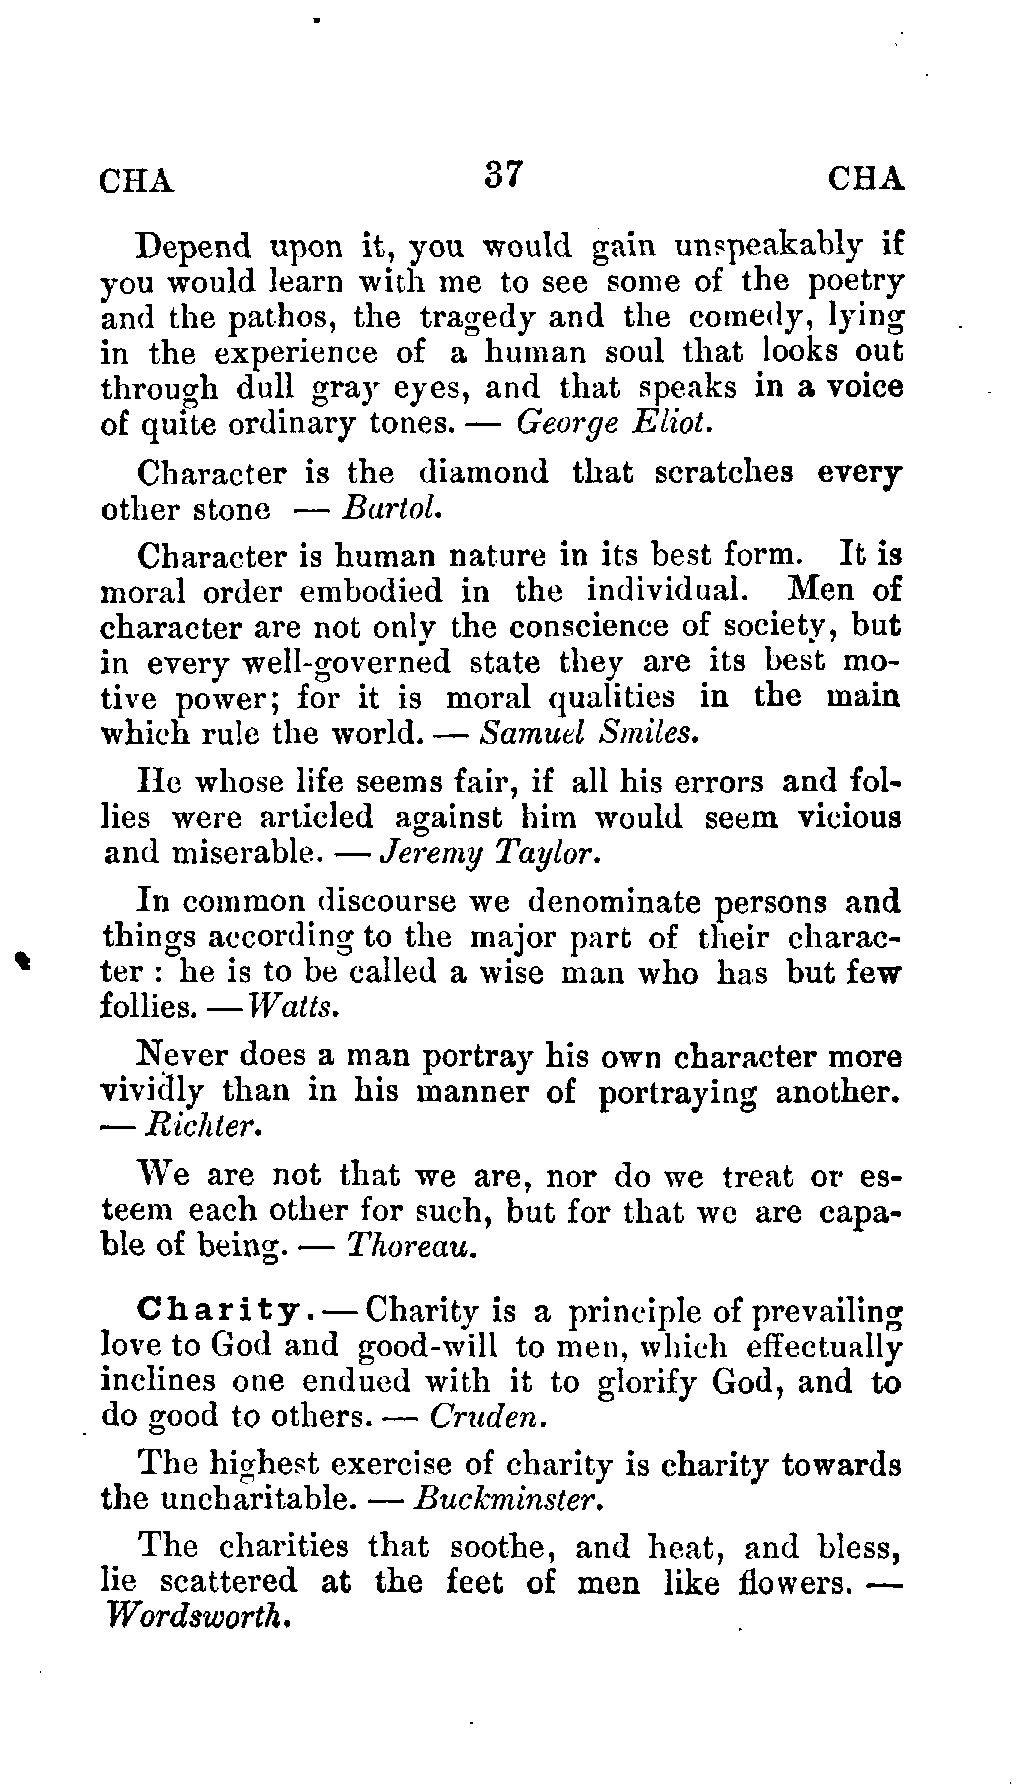 CHA 37 CHA
Depend upon it, you would gain unspeakably if
you would learn with me to see some of the poetry
and the pathos, the tragedy and the comedy, lying
in the experience of a human soul that looks out
through dull gray eyes, and that speaks in a voice
of quite ordinary tones. — George Eliot.
Character is the diamond that scratches every
other stone — Bartol.
Character is human nature in its best form. It is
moral order embodied in the individual. Men of
character are not only the conscience of society, but
in every well-governed state they are its best mo-
tive power; for it is moral qualities in the main
which rule the world. — Samuel Smiles.
He whose life seems fair, if all his errors and fol-
lies were articled against him would seem vicious
and miserable. — Jeremy Taylor.
In common discourse we denominate persons and
things according to the major part of their charac-
ter : he is to be called a wise man who has but few
follies. — Watts.
Never does a man portray his own character more
vividly than in his manner of portraying another.
— Richter.
We are not that we are, nor do we treat or es-
teem each other for such, but for that we are capa-
ble of being. — Thoreau.
Charity. — Charity is a principle of prevailing
love to God and good-will to men, which effectually
inclines one endued with it to glorify God, and to
do good to others. — Cruden.
The highest exercise of charity is charity towards
the uncharitable. — Buckminster.
The charities that soothe, and heat, and bless,
lie scattered at the feet of men like flowers. —
Wordsworth.